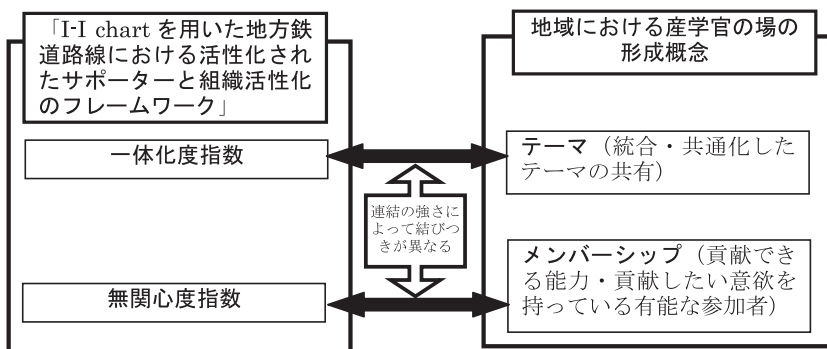 「I-I chart を用いた地方鉄
道路線における活性化され
たサポーターと組織活性化
のフレームワーク」
一体化度指数
無関心度指数
連結の強さに
よって結びつ
きが異なる
地域における産学官の場の
形成概念
テーマ（統合・共通化した
テーマの共有）
メンバーシップ（貢献でき
る能力・貢献したい意欲を
持っている有能な参加者）